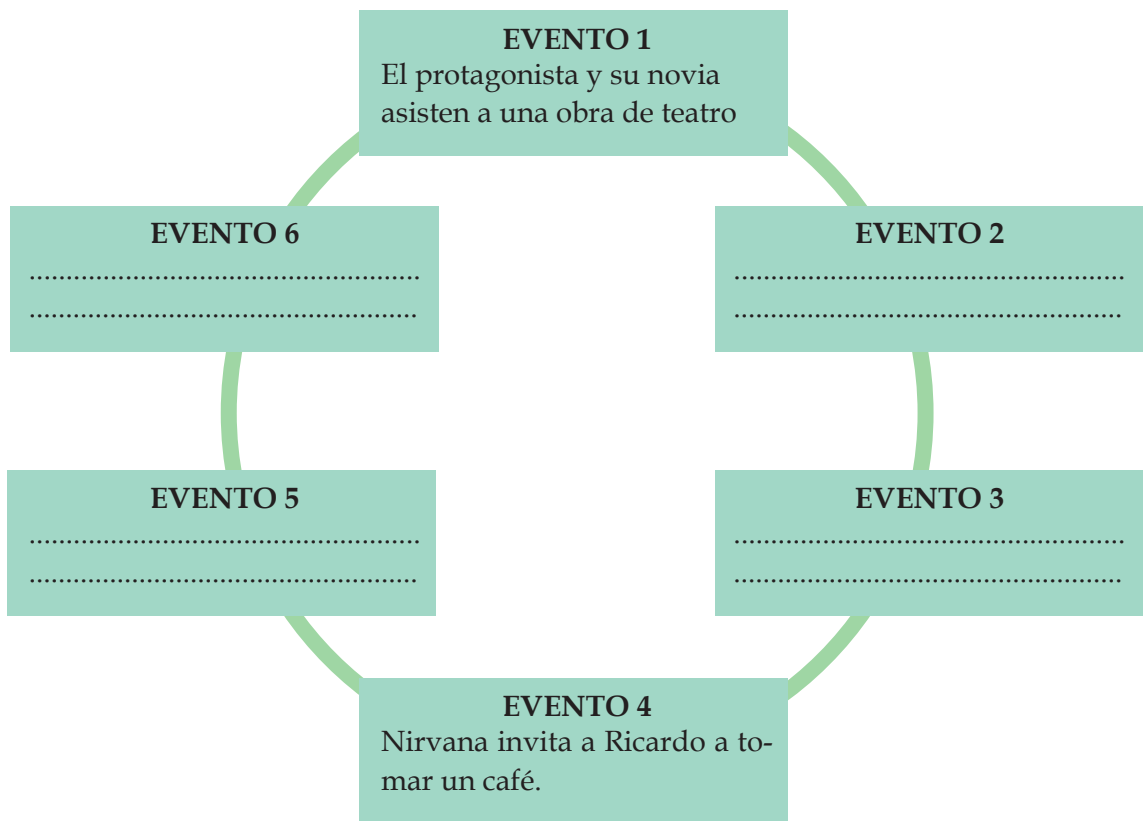 EVENTO 1
El protagonista y su novia
asisten a una obra de teatro
EVENTO 6
......................................................
......................................................
EVENTO 2
......................................................
......................................................
EVENTO 5
......................................................
......................................................
EVENTO 3
......................................................
......................................................
EVENTO 4
Nirvana invita a Ricardo a to-
mar un café.